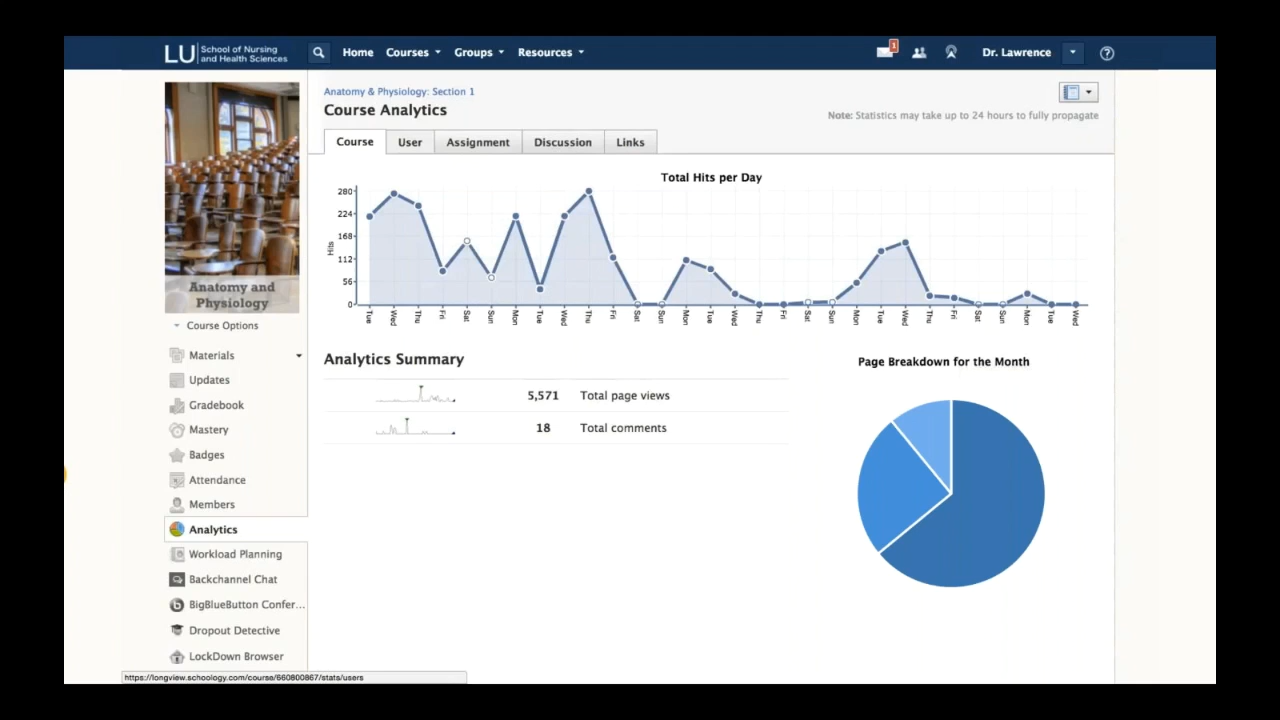 LU School of Nursing and Health Sciences
Home Courses Groups Resources
1
Dr. Lawrence
?
Anatomy & Physiology: Section 1
Course Analytics
Note: Statistics may take up to 24 hours to fully propagate
Course User Assignment Discussion Links
Anatomy and
Physiology
Course Options
Materials
Updates
Gradebook
Mastery
Badges
Attendance
Members
Analytics
Workload Planning
Backchannel Chat
BigBlueButton Confer...
Dropout Detective
LockDown Browser
Total Hits per Day
Hits
280
224
168
112
56
0
Tue Wed Thu Fri Sat Sun Mon Tue Wed Thu Fri Sat Sun Mon Tue Wed Thu Fri Sat Sun Mon Tue Wed Thu Fri Sat Sun Mon Tue Wed
Analytics Summary
5,571 Total page views
18 Total comments
Page Breakdown for the Month
https://longview.schoology.com/course/660800867/stats/users